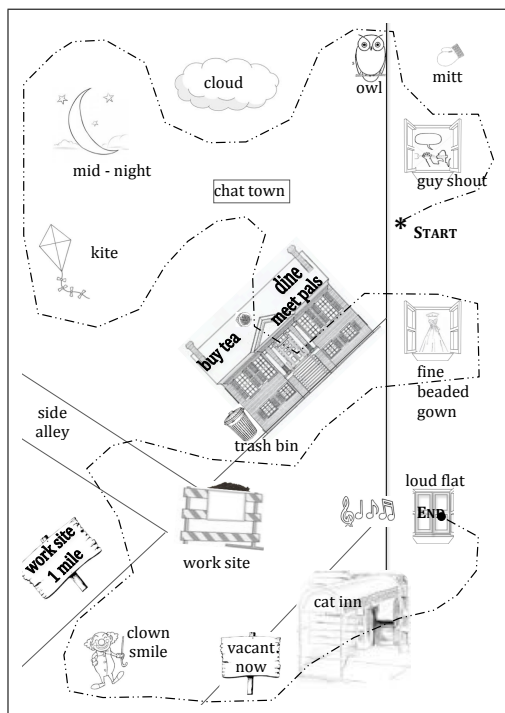 cloud
owl
mitt
mid - night
guy shout
chat town
* START
kite
dine
meet pals
buy tea
fine
beaded
gown
side
alley
trash bin
loud flat
END
work site
1 mile
work site
cat inn
clown
smile
vacant
now